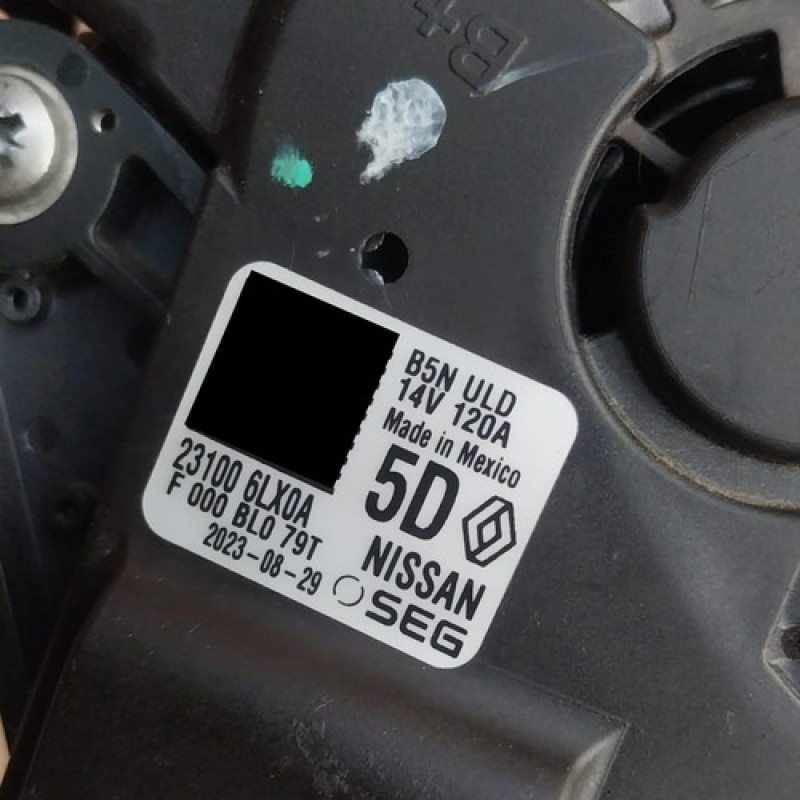 B+
B5N ULD
14V 120A
Made in Mexico
5D
23100 6LX0A
F 000 BL0 79T
2023-08-29
NISSAN
SEG